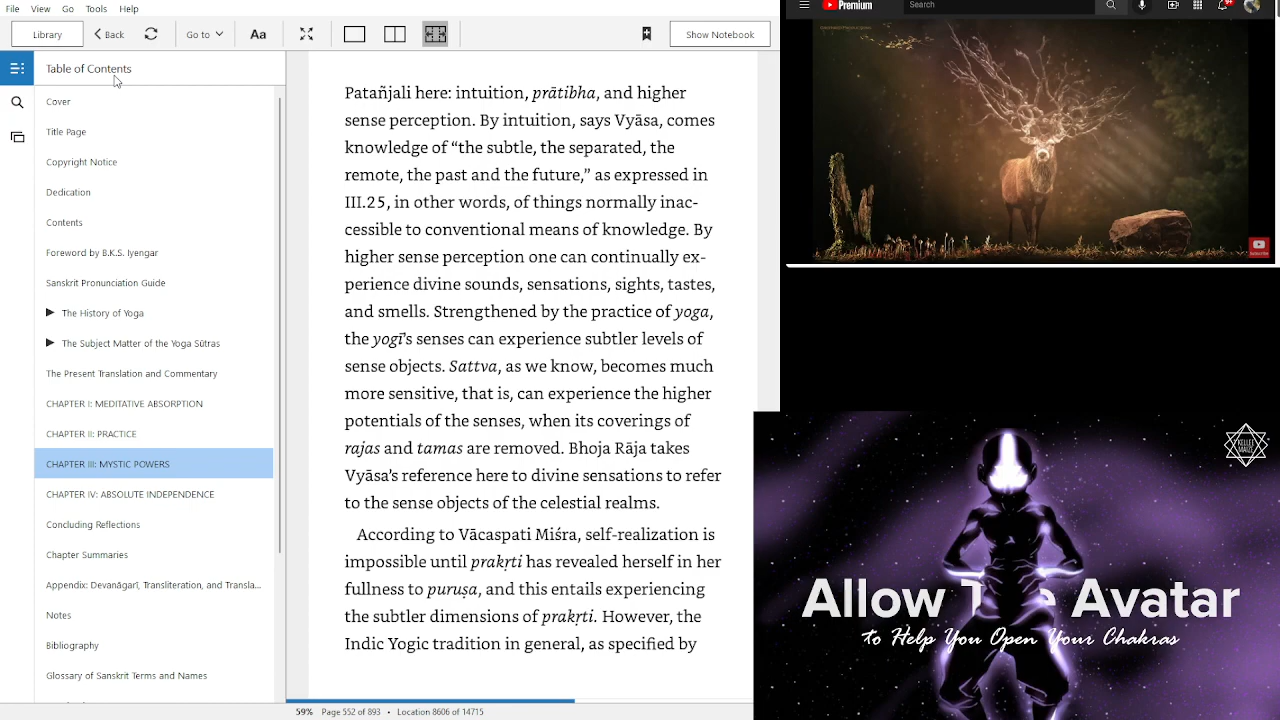 File View Go Tools Help
Library Back Go to Aa Show Notebook
Table of Contents
Cover
Title Page
Copyright Notice
Dedication
Contents
Foreword by B.K.S. Iyengar
Sanskrit Pronunciation Guide
The History of Yoga
The Subject Matter of the Yoga Sūtras
The Present Translation and Commentary
CHAPTER I: MEDITATIVE ABSORPTION
CHAPTER II: PRACTICE
CHAPTER III: MYSTIC POWERS
CHAPTER IV: ABSOLUTE INDEPENDENCE
Concluding Reflections
Chapter Summaries
Appendix: Devanāgarī, Transliteration, and Transla...
Notes
Bibliography
Glossary of Sanskrit Terms and Names
Patañjali here: intuition, prātibha, and higher
sense perception. By intuition, says Vyāsa, comes
knowledge of “the subtle, the separated, the
remote, the past and the future,” as expressed in
III.25, in other words, of things normally inac-
cessible to conventional means of knowledge. By
higher sense perception one can continually ex-
perience divine sounds, sensations, sights, tastes,
and smells. Strengthened by the practice of yoga,
the yogī’s senses can experience subtler levels of
sense objects. Sattva, as we know, becomes much
more sensitive, that is, can experience the higher
potentials of the senses, when its coverings of
rajas and tamas are removed. Bhoja Rāja takes
Vyāsa’s reference here to divine sensations to refer
to the sense objects of the celestial realms.
According to Vācaspati Miśra, self-realization is
impossible until prakṛti has revealed herself in her
fullness to puruṣa, and this entails experiencing
the subtler dimensions of prakṛti. However, the
Indic Yogic tradition in general, as specified by
59% Page 552 of 893 • Location 8606 of 14715
Premium
Search
9+
Subscribe
Allow The Avatar
to Help You Open Your Chakras